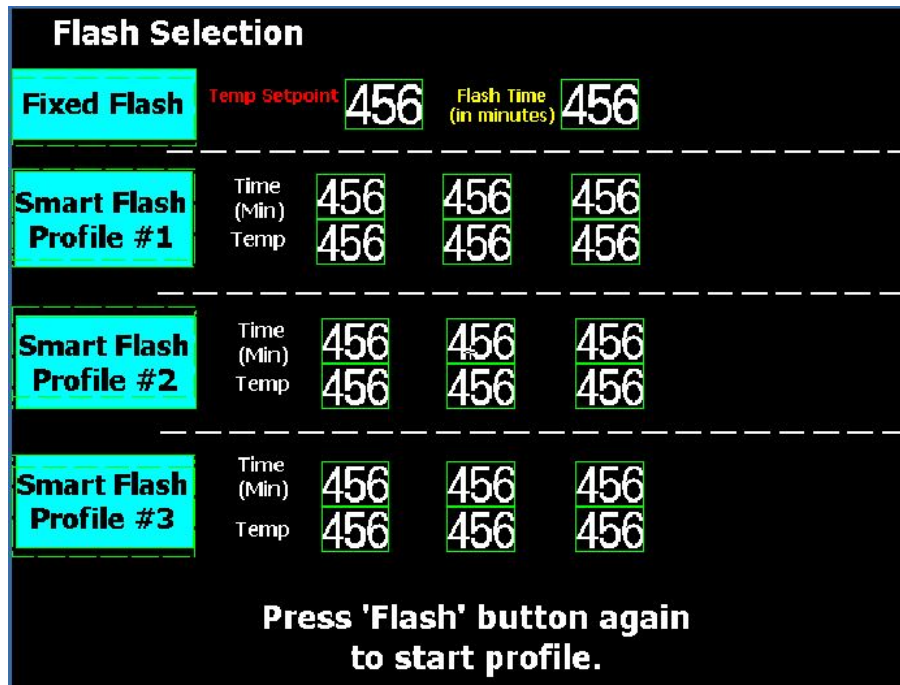 Flash Selection
Fixed Flash Temp Setpoint 456 Flash Time (in minutes) 456
Smart Flash Profile #1
Time (Min) 456 456 456
Temp 456 456 456
Smart Flash Profile #2
Time (Min) 456 456 456
Temp 456 456 456
Smart Flash Profile #3
Time (Min) 456 456 456
Temp 456 456 456
Press 'Flash' button again
to start profile.